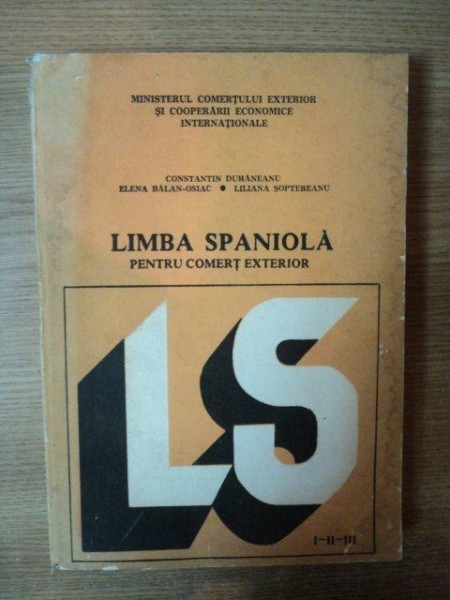 MINISTERUL COMERȚULUI EXTERIOR
ȘI COOPERĂRII ECONOMICE
INTERNAȚIONALE
CONSTANTIN DUHĂNEANU
ELENA BĂLAN-OSIAC ● LILIANA ȘOPTEREANU
LIMBA SPANIOLĂ
PENTRU COMERȚ EXTERIOR
LS
I-II-III